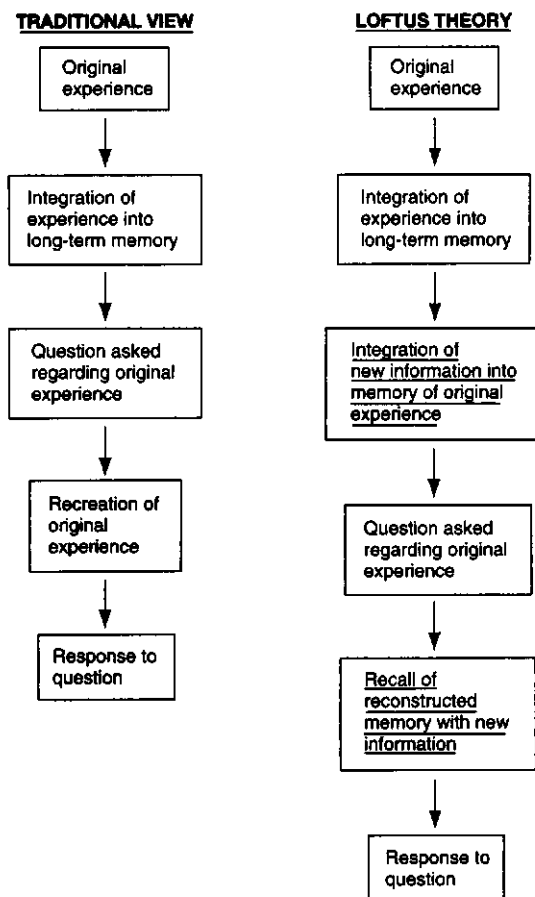 TRADITIONAL VIEW
Original
experience
Integration of
experience into
long-term memory
Question asked
regarding original
experience
Recreation of
original
experience
Response to
question
LOFTUS THEORY
Original
experience
Integration of
experience into
long-term memory
Integration of
new information into
memory of original
experience
Question asked
regarding original
experience
Recall of
reconstructed
memory with new
information
Response to
question